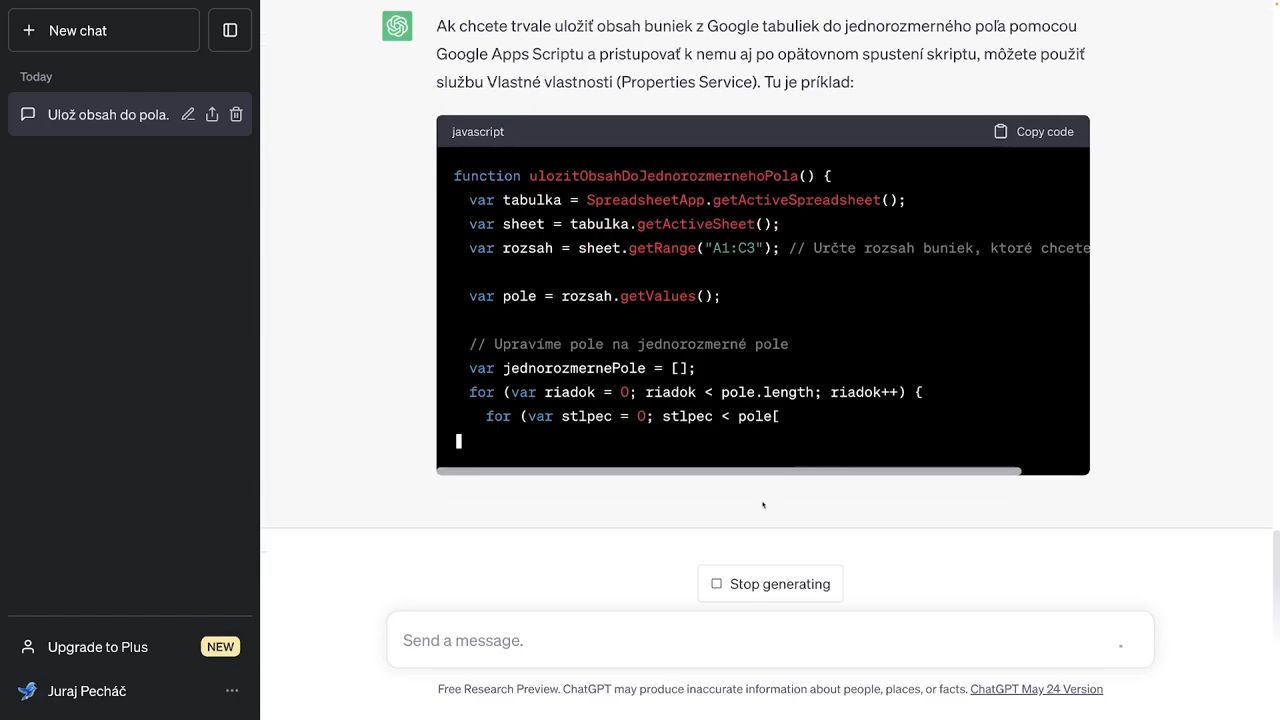 New chat
Today
Ulož obsah do pola.
Upgrade to Plus
NEW
Juraj Pecháč
Ak chcete trvale uložiť obsah buniek z Google tabuliek do jednorozmerného poľa pomocou
Google Apps Scriptu a pristupovať k nemu aj po opätovnom spustení skriptu, môžete použiť
službu Vlastné vlastnosti (Properties Service). Tu je príklad:
javascript
Copy code
function ulozitObsahDoJednorozmernehoPola() {
var tabulka = SpreadsheetApp.getActiveSpreadsheet();
var sheet = tabulka.getActiveSheet();
var rozsah = sheet.getRange("A1:C3"); // Určte rozsah buniek, ktoré chcete
var pole = rozsah.getValues();
// Upravíme pole na jednorozmerné pole
var jednorozmernePole = [];
for (var riadok = 0; riadok < pole.length; riadok++) {
for (var stlpec = 0; stlpec < pole[
Stop generating
Send a message.
Free Research Preview. ChatGPT may produce inaccurate information about people, places, or facts. ChatGPT May 24 Version